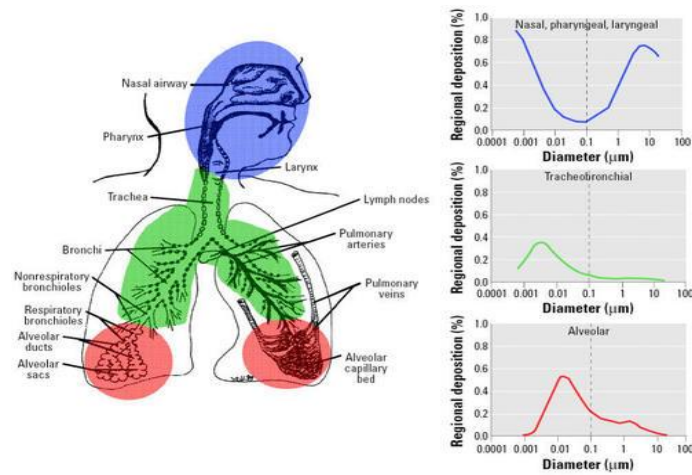 Nasal airway
Pharynx
Larynx
Trachea
Lymph nodes
Bronchi
Pulmonary
arteries
Nonrespiratory
bronchioles
Pulmonary
veins
Respiratory
bronchioles
Alveolar
ducts
Alveolar
sacs
Alveolar
capillary
bed
Regional deposition (%)
Nasal, pharyngeal, laryngeal
1.0
0.8
0.6
0.4
0.2
0.0
0.0001 0.001 0.01 0.1 1 10 100
Diameter (μm)
Regional deposition (%)
Tracheobronchial
1.0
0.8
0.6
0.4
0.2
0.0
0.0001 0.001 0.01 0.1 1 10 100
Diameter (μm)
Regional deposition (%)
Alveolar
1.0
0.8
0.6
0.4
0.2
0.0
0.0001 0.001 0.01 0.1 1 10 100
Diameter (μm)